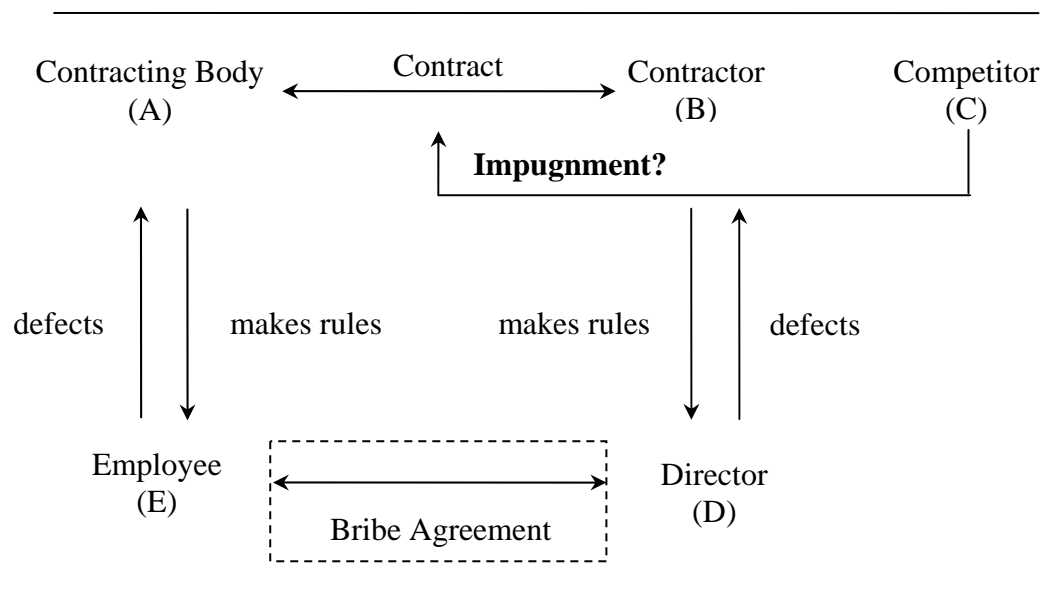 Contracting Body
(A)
Contract
Contractor
(B)
Competitor
(C)
Impugnment?
defects
makes rules
makes rules
defects
Employee
(E)
Bribe Agreement
Director
(D)